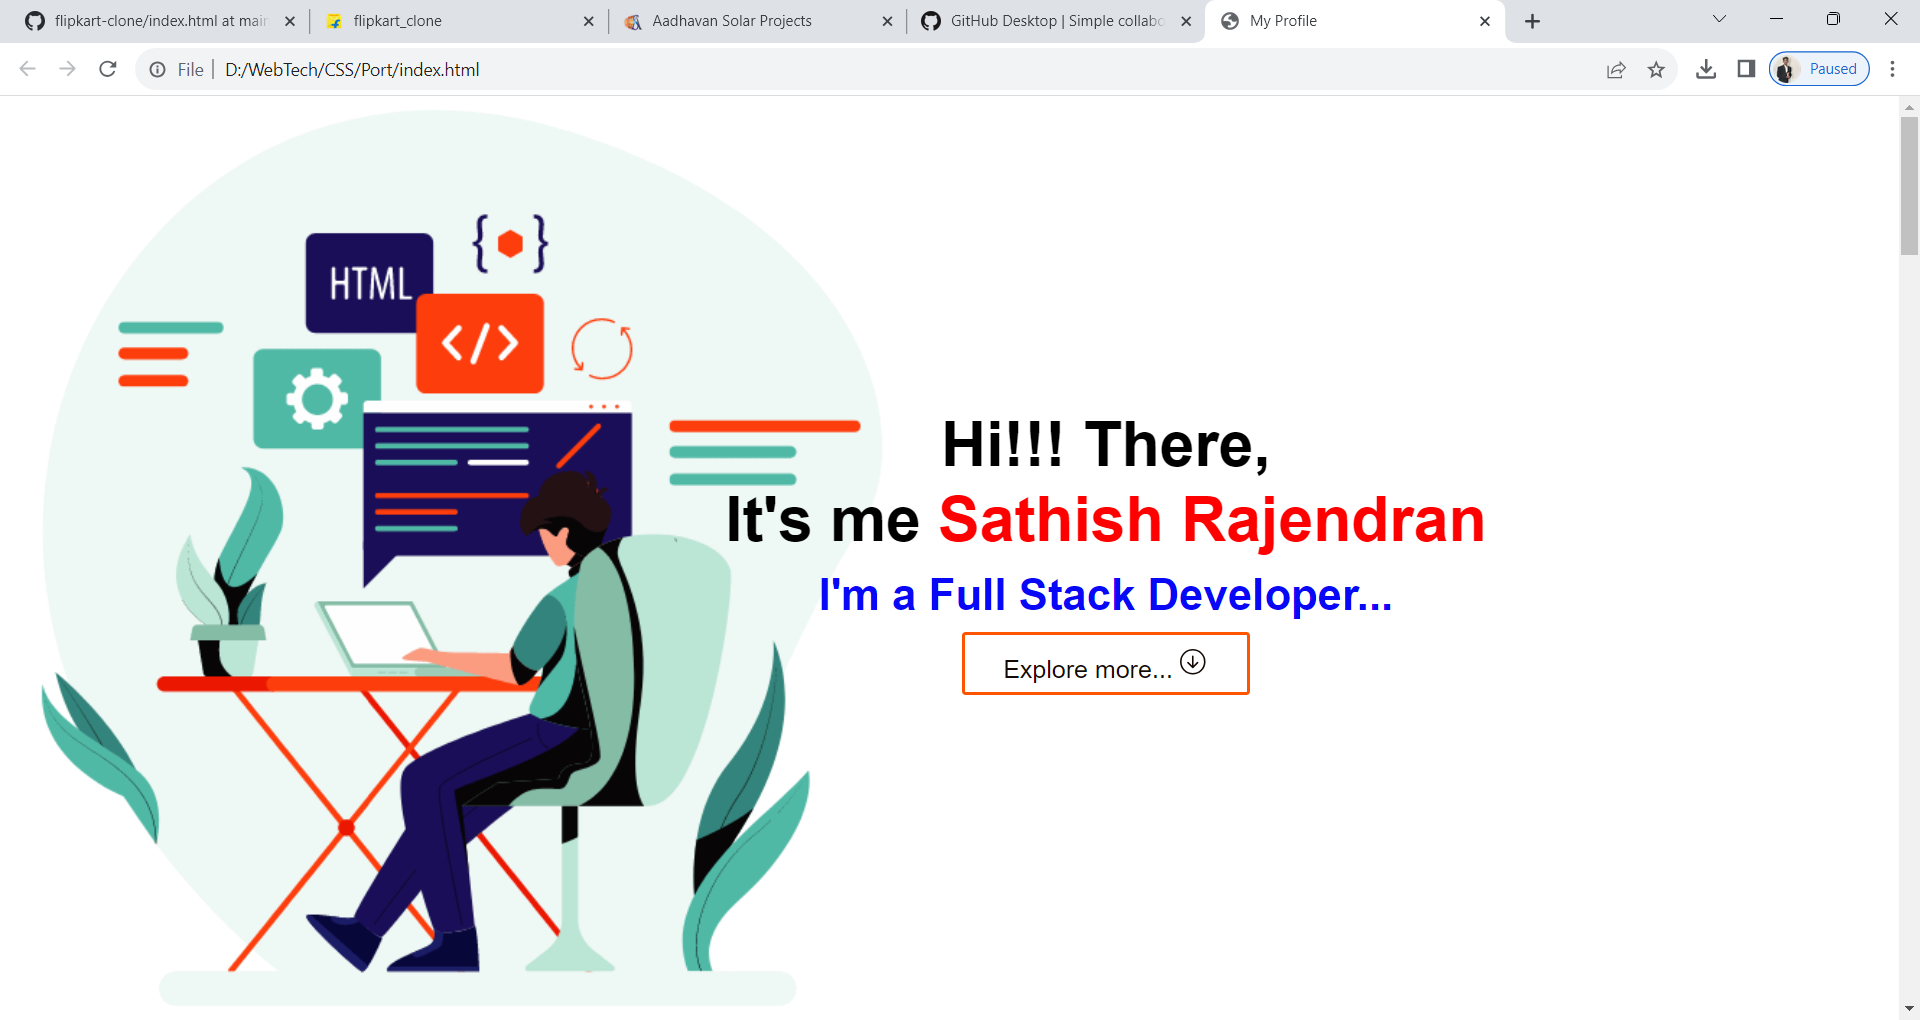 flipkart-clone/index.html at main
flipkart_clone
Aadhavan Solar Projects
GitHub Desktop | Simple collabo
My Profile
File
D:/WebTech/CSS/Port/index.html
Paused
HTML
{ }
</>
Hi!!! There,
It's me Sathish Rajendran
I'm a Full Stack Developer...
Explore more...